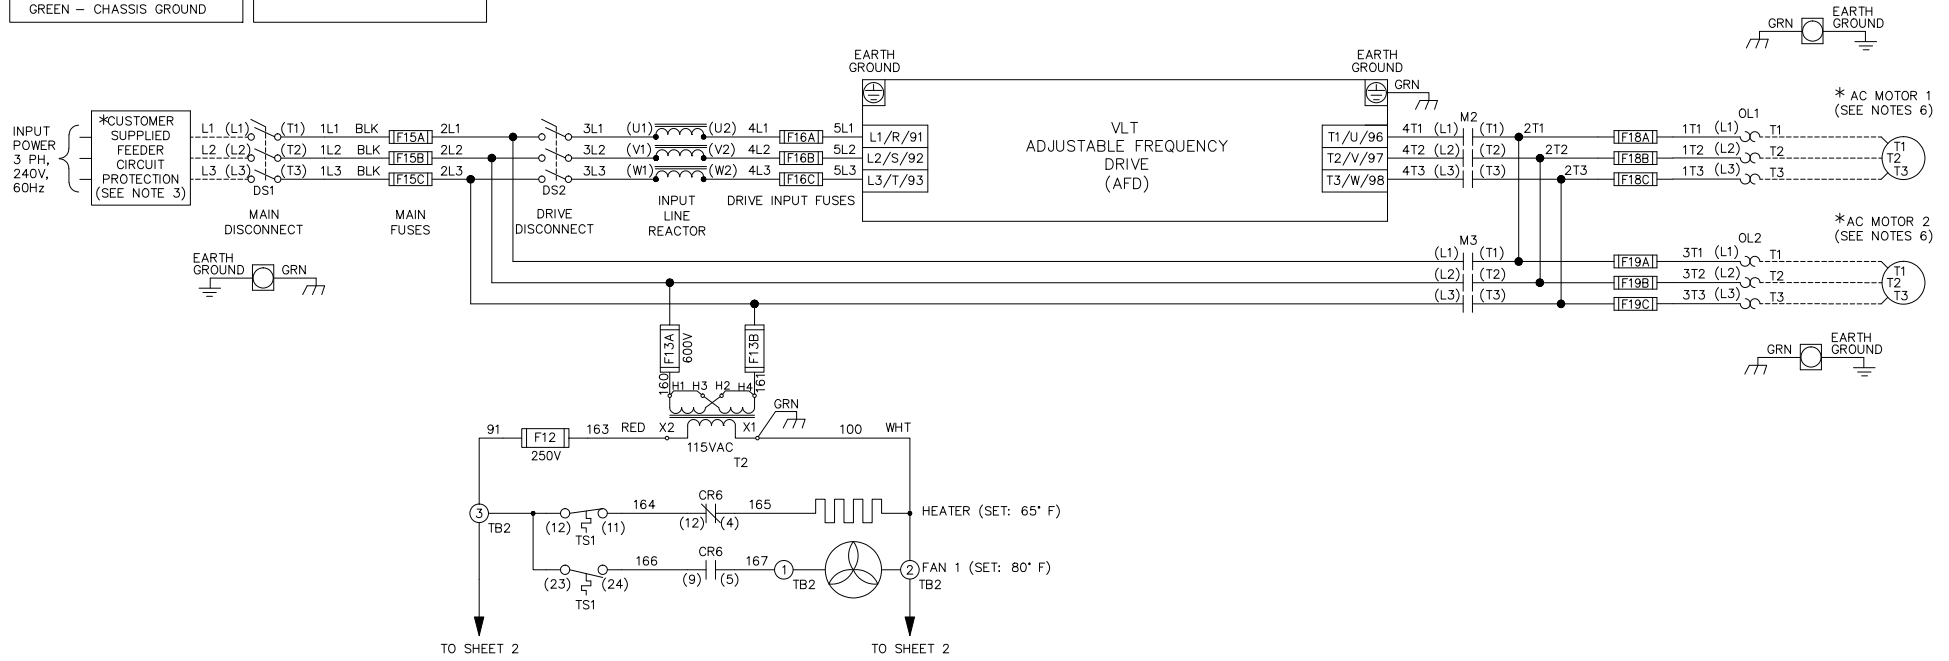 GREEN – CHASSIS GROUND
GRN
EARTH
GROUND
EARTH
GROUND
EARTH
GROUND
GRN
INPUT
POWER
3 PH,
240V,
60Hz
*CUSTOMER
SUPPLIED
FEEDER
CIRCUIT
PROTECTION
(SEE NOTE 3)
L1 (L1) (T1) 1L1 BLK F15A 2L1
L2 (L2) (T2) 1L2 BLK F15B 2L2
L3 (L3) (T3) 1L3 BLK F15C 2L3
DS1
MAIN
DISCONNECT
MAIN
FUSES
3L1 (U1) (U2) 4L1 F16A 5L1 L1/R/91
3L2 (V1) (V2) 4L2 F16B 5L2 L2/S/92
3L3 (W1) (W2) 4L3 F16C 5L3 L3/T/93
DS2
DRIVE
DISCONNECT
INPUT
LINE
REACTOR
DRIVE INPUT FUSES
VLT
ADJUSTABLE FREQUENCY
DRIVE
(AFD)
M2
T1/U/96 4T1 (L1) (T1) 2T1 F18A 1T1 (L1) T1
T2/V/97 4T2 (L2) (T2) 2T2 F18B 1T2 (L2) T2
T3/W/98 4T3 (L3) (T3) 2T3 F18C 1T3 (L3) T3
OL1
* AC MOTOR 1
(SEE NOTES 6)
T1
T2
T3
M3
(L1) (T1) F19A 3T1 (L1) T1
(L2) (T2) F19B 3T2 (L2) T2
(L3) (T3) F19C 3T3 (L3) T3
OL2
*AC MOTOR 2
(SEE NOTES 6)
T1
T2
T3
EARTH
GROUND
GRN
GRN
EARTH
GROUND
F13A
600V
F13B
160
161
H1 H3 H2 H4
GRN
91 F12 163 RED X2 X1 100 WHT
250V
115VAC
T2
3
TB2
(12) (11) 164 CR6 165
TS1
(12) (4)
HEATER (SET: 65° F)
(23) (24) 166 CR6 167 1
TS1
(9) (5)
TB2
2
TB2
FAN 1 (SET: 80° F)
TO SHEET 2
TO SHEET 2